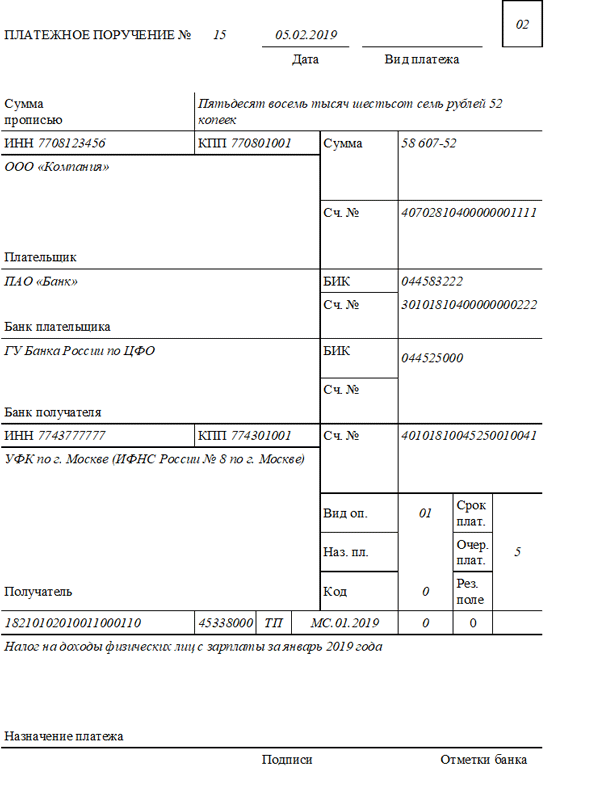 ПЛАТЕЖНОЕ ПОРУЧЕНИЕ № 15 05.02.2019 02
Дата Вид платежа
Сумма Пятьдесят восемь тысяч шестьсот семь рублей 52
прописью копеек
ИНН 7708123456 КПП 770801001 Сумма 58 607-52
ООО «Компания»
Сч. № 40702810400000001111
Плательщик
ПАО «Банк» БИК 044583222
Сч. № 30101810400000000222
Банк плательщика
ГУ Банка России по ЦФО БИК 044525000
Сч. №
Банк получателя
ИНН 7743777777 КПП 774301001 Сч. № 40101810045250010041
УФК по г. Москве (ИФНС России № 8 по г. Москве)
Вид оп. 01 Срок
плат.
Наз. пл. Очер. 5
плат.
Получатель Код 0 Рез.
поле
18210102010011000110 45338000 ТП МС.01.2019 0 0
Налог на доходы физических лиц с зарплаты за январь 2019 года
Назначение платежа
Подписи Отметки банка